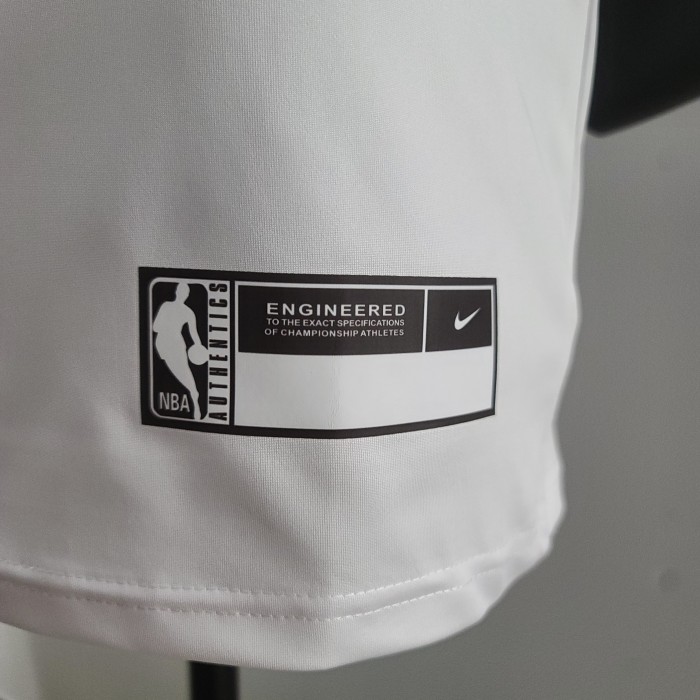 NBA
AUTHENTICS
ENGINEERED
TO THE EXACT SPECIFICATIONS
OF CHAMPIONSHIP ATHLETES